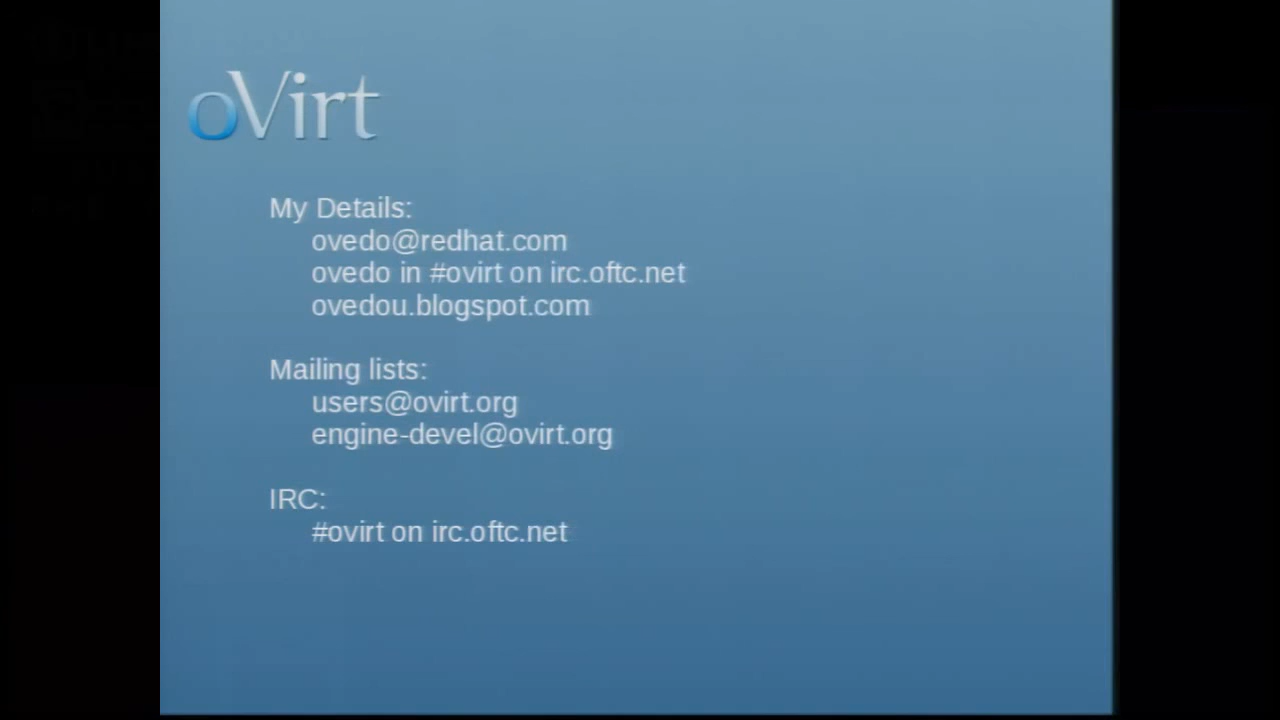 oVirt
My Details:
ovedo@redhat.com
ovedo in #ovirt on irc.oftc.net
ovedou.blogspot.com
Mailing lists:
users@ovirt.org
engine-devel@ovirt.org
IRC:
#ovirt on irc.oftc.net